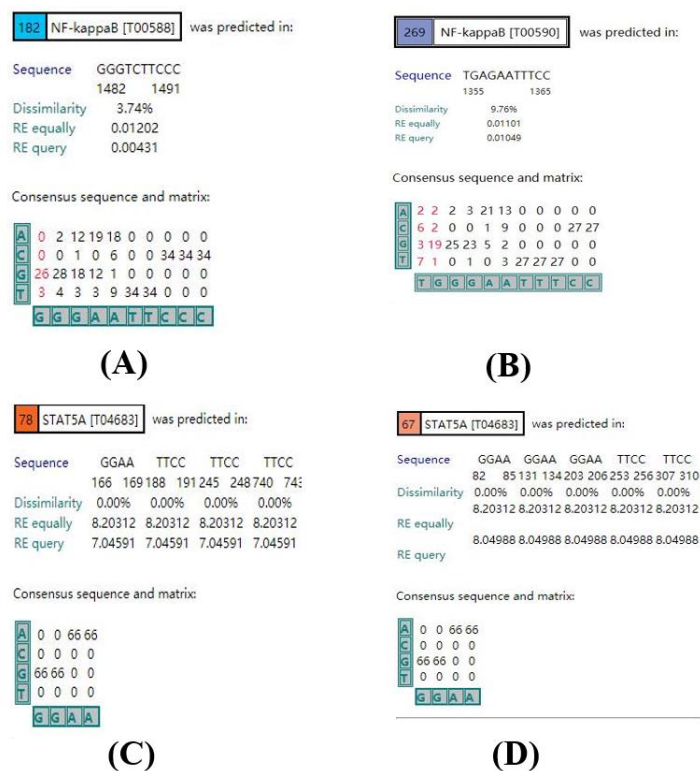 182 NF-kappaB [T00588] was predicted in:
Sequence GGGTCTTCCC
1482 1491
Dissimilarity 3.74%
RE equally 0.01202
RE query 0.00431
Consensus sequence and matrix:
A 0 2 12 19 18 0 0 0 0 0
C 0 0 1 0 6 0 0 34 34 34
G 26 28 18 12 1 0 0 0 0 0
T 3 4 3 3 9 34 34 0 0 0
G G G A A T T C C C
(A)
269 NF-kappaB [T00590] was predicted in:
Sequence TGAGAATTTCC
1355 1365
Dissimilarity 9.76%
RE equally 0.01101
RE query 0.01049
Consensus sequence and matrix:
A 2 2 2 3 21 13 0 0 0 0 0
C 6 2 0 0 1 9 0 0 0 27 27
G 3 19 25 23 5 2 0 0 0 0 0
T 7 1 0 1 0 3 27 27 27 0 0
T G G G A A T T T C C
(B)
78 STAT5A [T04683] was predicted in:
Sequence GGAA TTCC TTCC TTCC
166 169 188 191 245 248 740 743
Dissimilarity 0.00% 0.00% 0.00% 0.00%
RE equally 8.20312 8.20312 8.20312 8.20312
RE query 7.04591 7.04591 7.04591 7.04591
Consensus sequence and matrix:
A 0 0 66 66
C 0 0 0 0
G 66 66 0 0
T 0 0 0 0
G G A A
(C)
67 STAT5A [T04683] was predicted in:
Sequence GGAA GGAA GGAA TTCC TTCC
82 85 131 134 203 206 253 256 307 310
Dissimilarity 0.00% 0.00% 0.00% 0.00% 0.00%
8.20312 8.20312 8.20312 8.20312 8.20312
RE equally
8.04988 8.04988 8.04988 8.04988 8.04988
RE query
Consensus sequence and matrix:
A 0 0 66 66
C 0 0 0 0
G 66 66 0 0
T 0 0 0 0
G G A A
(D)